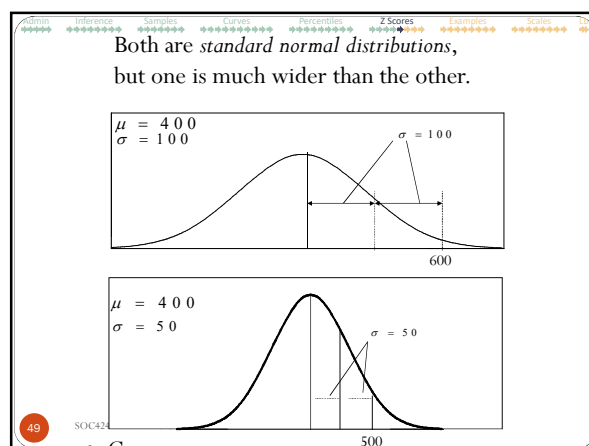 Admin Inference Samples Curves Percentiles Z Scores Examples Scales
Both are standard normal distributions,
but one is much wider than the other.
μ = 400
σ = 100
σ = 100
600
μ = 400
σ = 50
σ = 50
500
49
SOC424